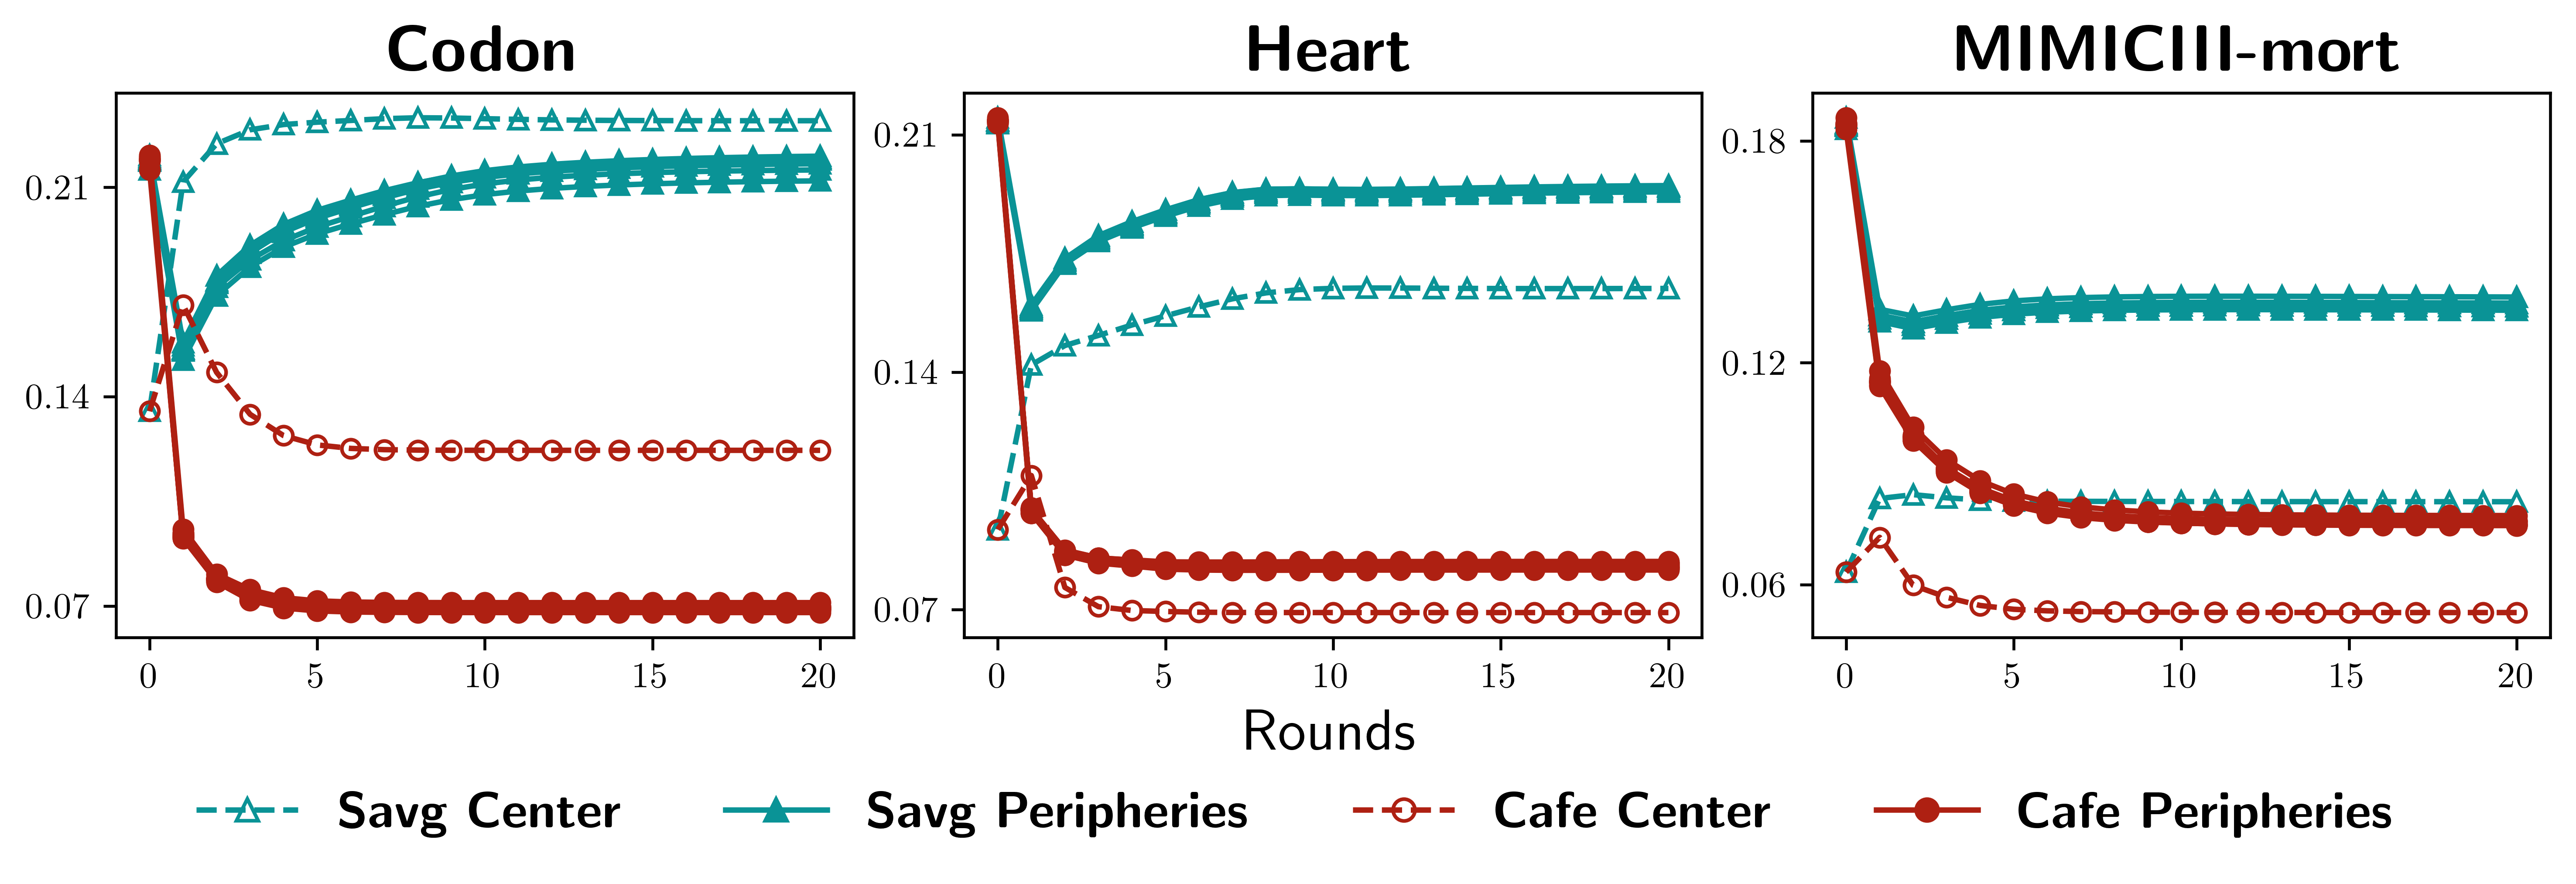 Codon Heart MIMICIII-mort
0.21 0.21 0.18
0.14 0.14 0.12
0.07 0.07 0.06
0 5 10 15 20 0 5 10 15 20 0 5 10 15 20
Rounds
Savg Center Savg Peripheries Cafe Center Cafe Peripheries